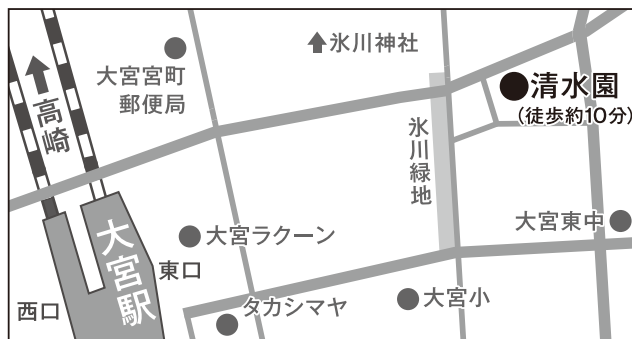 氷川神社
大宮宮町
郵便局
高崎
清水園
(徒歩約10分)
氷川緑地
大宮東中
大宮ラクーン
大宮駅
東口
西口
タカシマヤ
大宮小